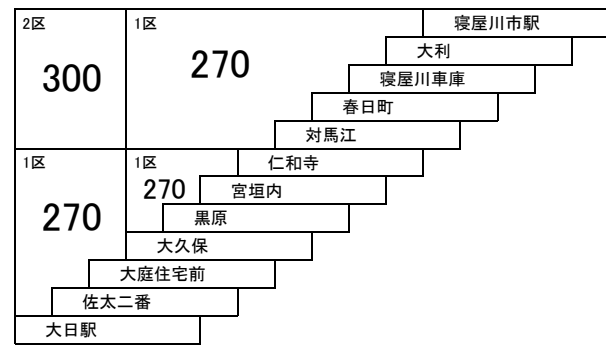 2区 1区 寝屋川市駅
300 270 大利
寝屋川車庫
春日町
対馬江
1区 1区 仁和寺
270 宮垣内
270 黒原
大久保
大庭住宅前
佐太二番
大日駅